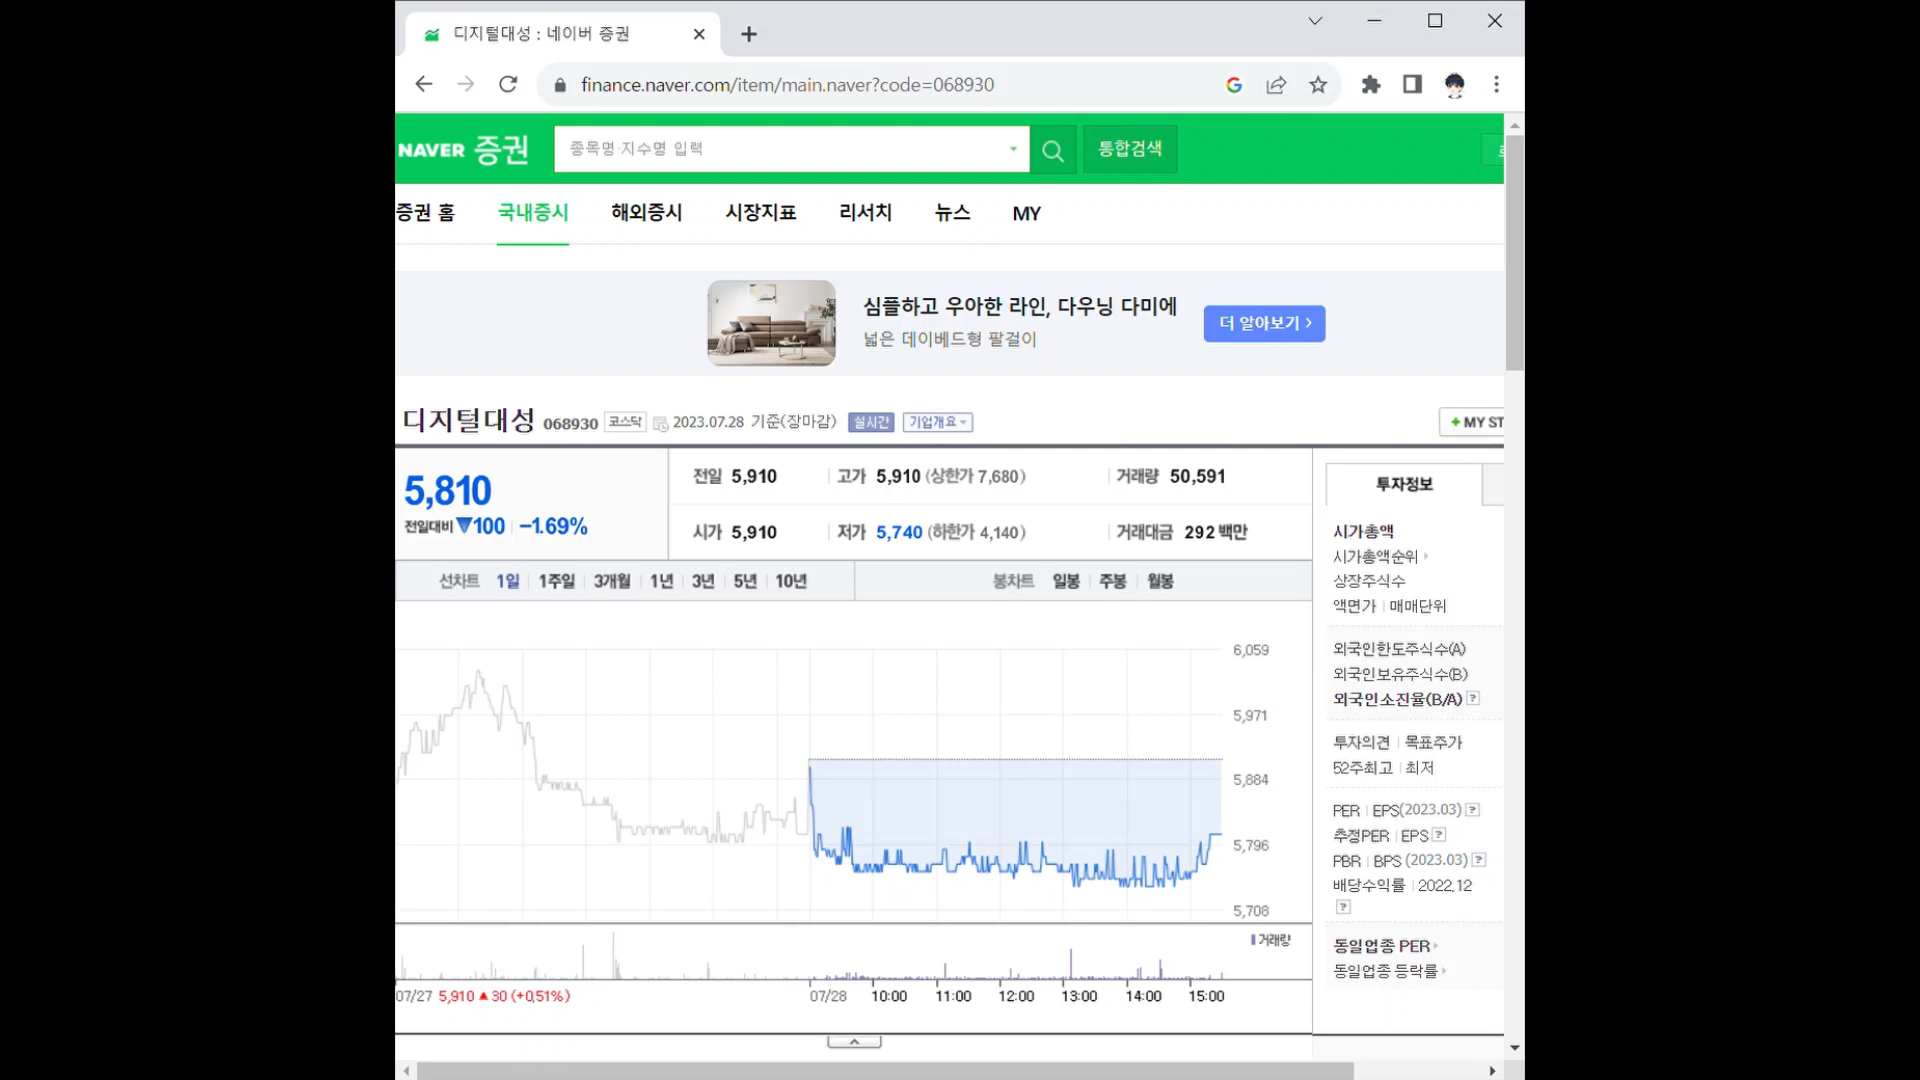 디지털대성 : 네이버 증권
finance.naver.com/item/main.naver?code=068930
NAVER 증권 종목명·지수명 입력 통합검색
증권 홈 국내증시 해외증시 시장지표 리서치 뉴스 MY
심플하고 우아한 라인, 다우닝 다미에
넓은 데이베드형 팔걸이
더 알아보기 ›
디지털대성 068930 코스닥 2023.07.28 기준(장마감) 실시간 기업개요 + MY ST
5,810
전일대비 ▼100 | −1.69%
전일 5,910 | 고가 5,910 (상한가 7,680) | 거래량 50,591
시가 5,910 | 저가 5,740 (하한가 4,140) | 거래대금 292 백만
선차트 1일 1주일 3개월 1년 3년 5년 10년 봉차트 일봉 주봉 월봉
6,059
5,971
5,884
5,796
5,708
거래량
07/27 5,910 ▲ 30 (+0.51%) 07/28 10:00 11:00 12:00 13:00 14:00 15:00
투자정보
시가총액
시가총액순위
상장주식수
액면가 | 매매단위
외국인한도주식수(A)
외국인보유주식수(B)
외국인소진율(B/A) ?
투자의견 | 목표주가
52주최고 | 최저
PER | EPS(2023.03) ?
추정PER | EPS ?
PBR | BPS (2023.03) ?
배당수익률 | 2022.12
?
동일업종 PER
동일업종 등락률